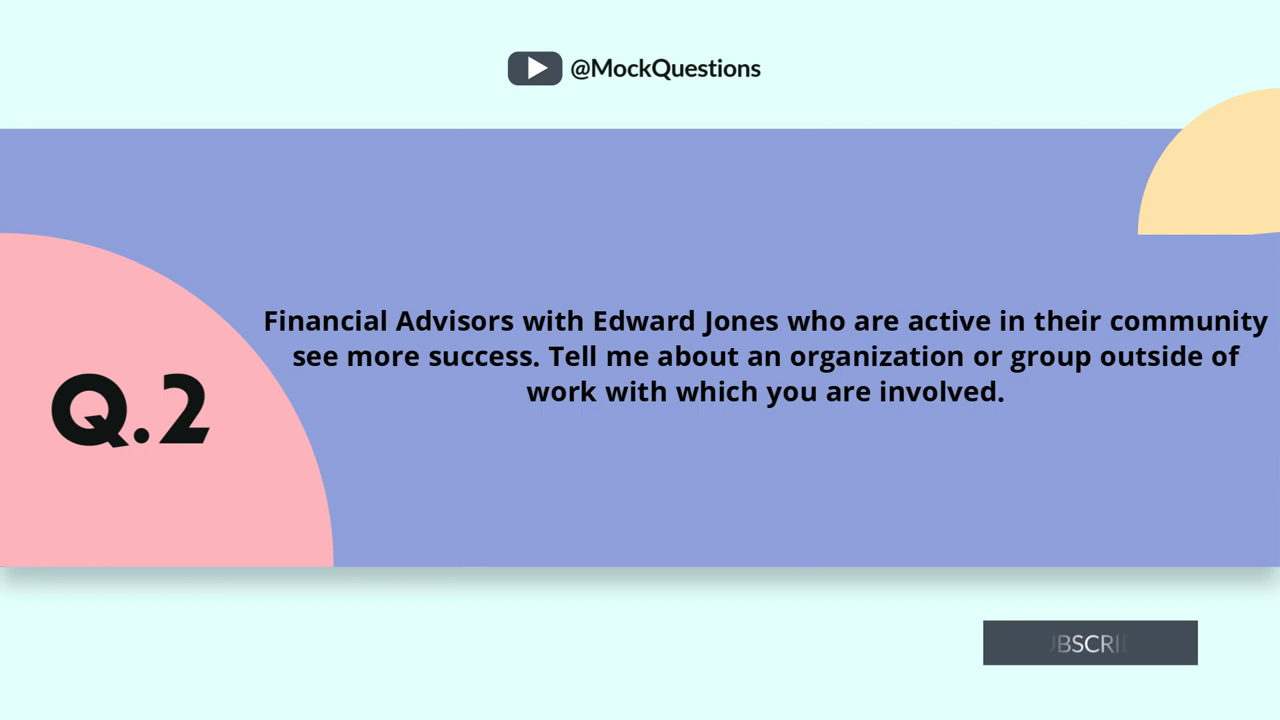 @MockQuestions
Financial Advisors with Edward Jones who are active in their community
see more success. Tell me about an organization or group outside of
work with which you are involved.
Q.2